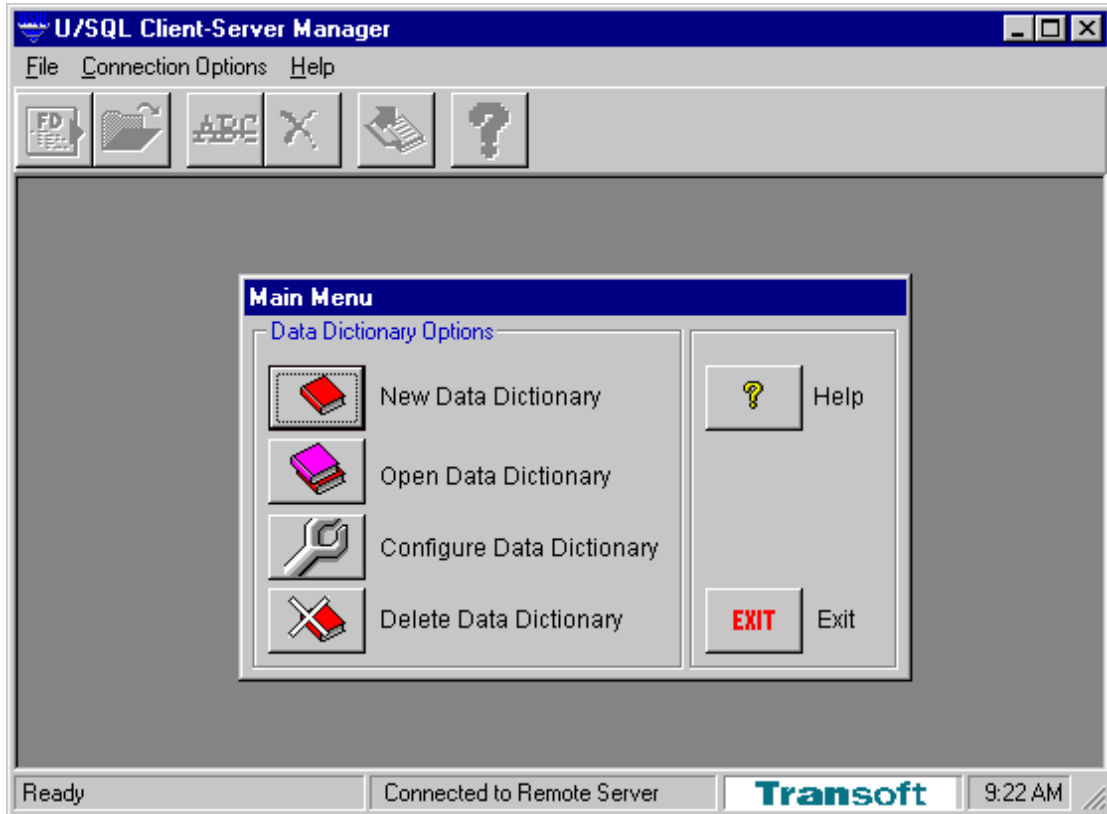 U/SQL Client-Server Manager
File Connection Options Help
FD ABC
Main Menu
Data Dictionary Options
New Data Dictionary
Help
Open Data Dictionary
Configure Data Dictionary
Delete Data Dictionary
EXIT Exit
Ready Connected to Remote Server Transoft 9:22 AM